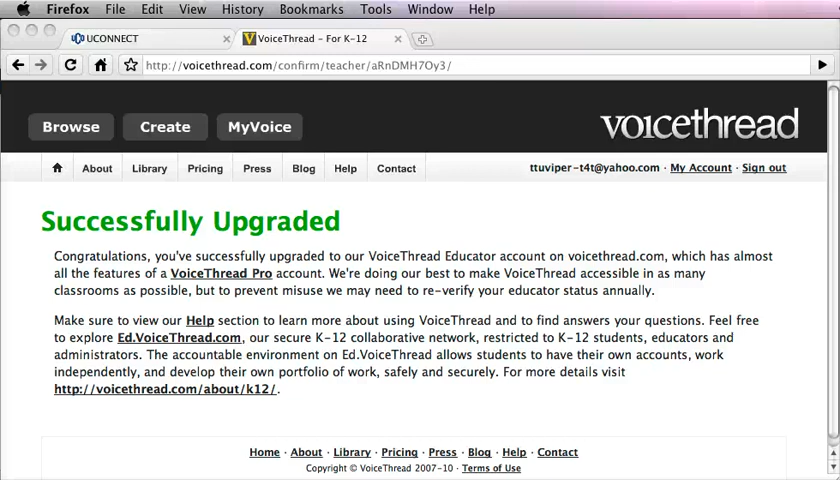 Firefox File Edit View History Bookmarks Tools Window Help
UCONNECT
VoiceThread - For K-12
http://voicethread.com/confirm/teacher/aRnDMH7Oy3/
Browse Create MyVoice
voicethread
About Library Pricing Press Blog Help Contact
ttuviper-t4t@yahoo.com · My Account · Sign out
Successfully Upgraded
Congratulations, you've successfully upgraded to our VoiceThread Educator account on voicethread.com, which has almost
all the features of a VoiceThread Pro account. We're doing our best to make VoiceThread accessible in as many
classrooms as possible, but to prevent misuse we may need to re-verify your educator status annually.
Make sure to view our Help section to learn more about using VoiceThread and to find answers your questions. Feel free
to explore Ed.VoiceThread.com, our secure K-12 collaborative network, restricted to K-12 students, educators and
administrators. The accountable environment on Ed.VoiceThread allows students to have their own accounts, work
independently, and develop their own portfolio of work, safely and securely. For more details visit
http://voicethread.com/about/k12/.
Home · About · Library · Pricing · Press · Blog · Help · Contact
Copyright © VoiceThread 2007-10 · Terms of Use